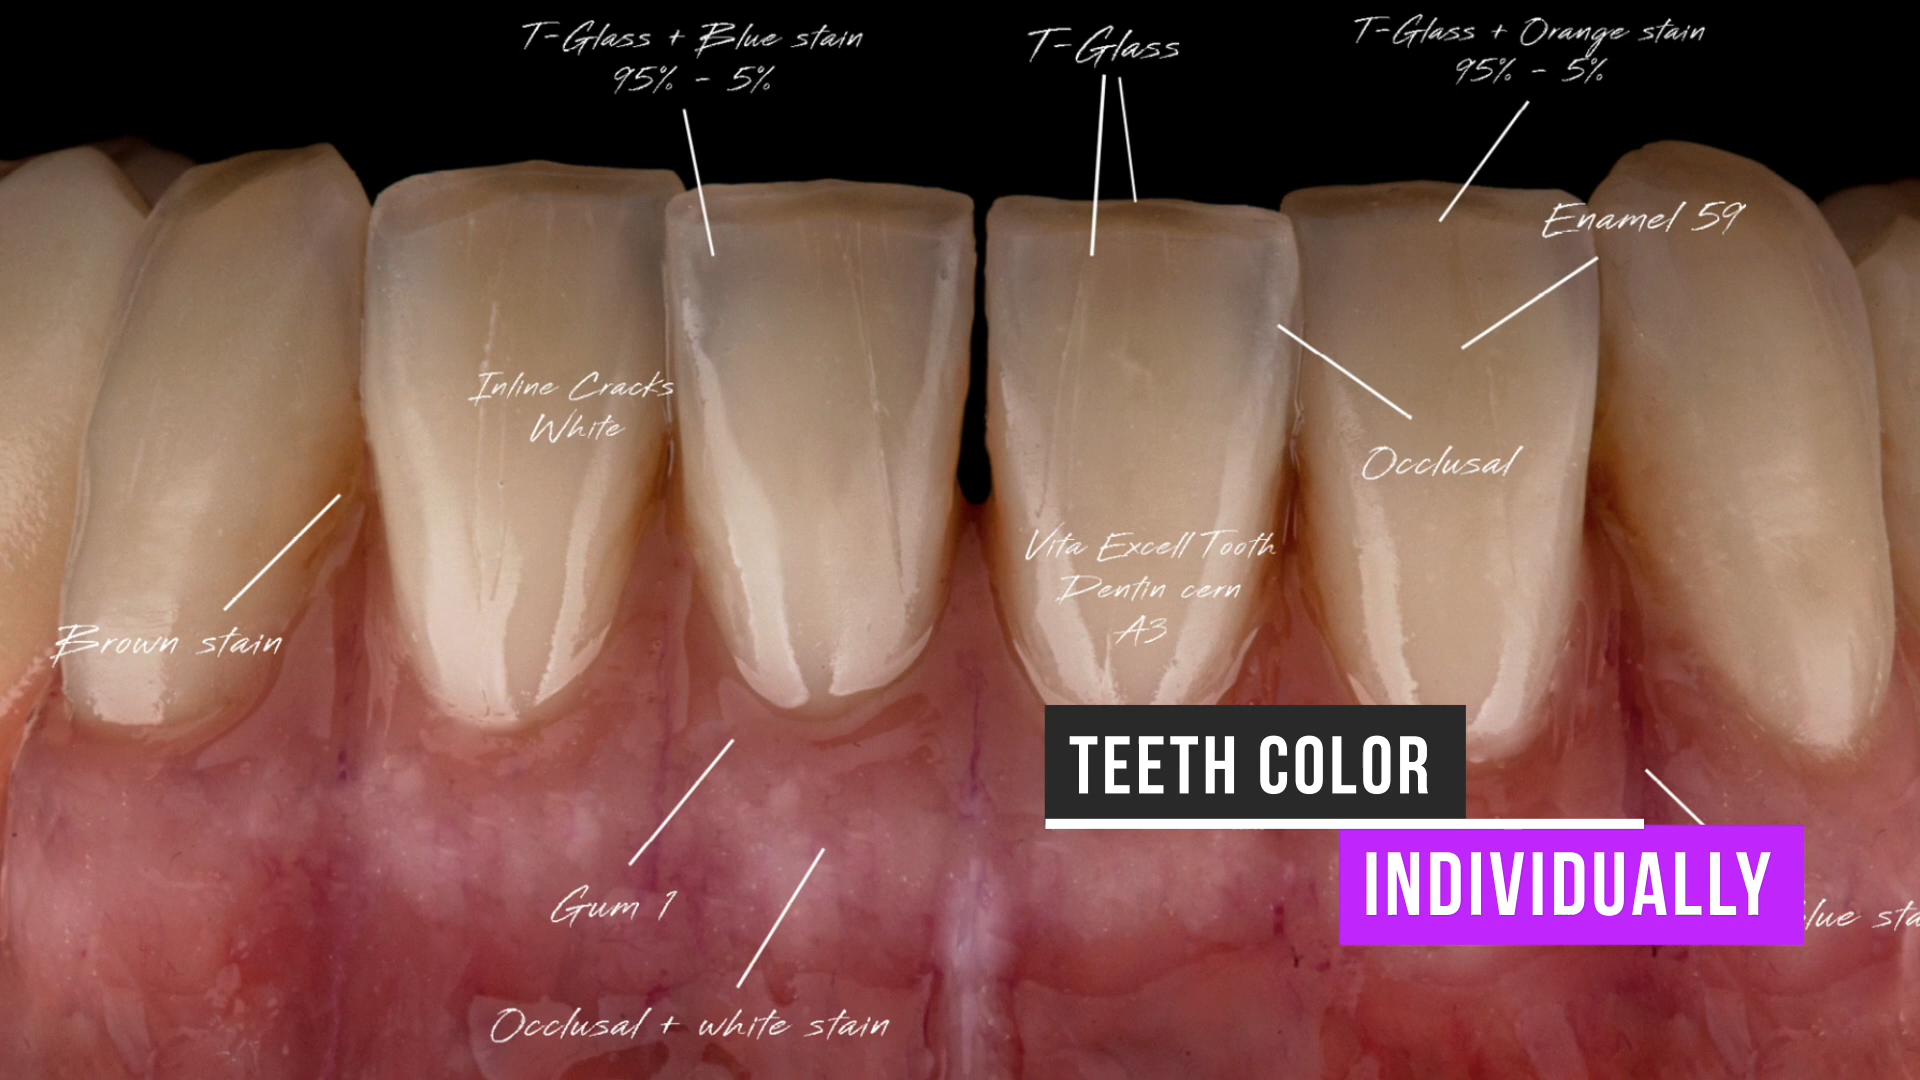 T-Glass + Blue stain
95% - 5%
T-Glass
T-Glass + Orange stain
95% - 5%
Enamel 59
Inline Cracks
White
Occlusal
Vita Excell Tooth
Dentin cern
A3
Brown stain
TEETH COLOR
INDIVIDUALLY
Gum 1
Occlusal + white stain